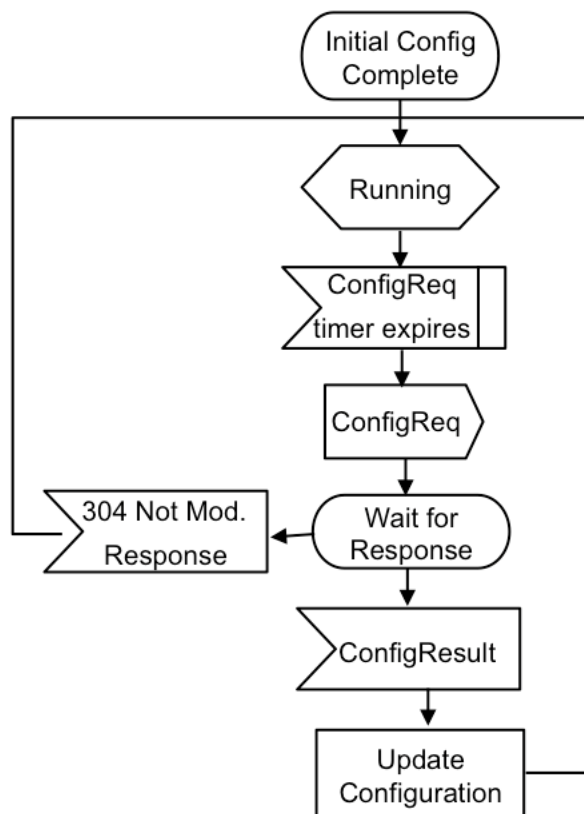 Initial Config
Complete
Running
ConfigReq
timer expires
ConfigReq
304 Not Mod.
Response
Wait for
Response
ConfigResult
Update
Configuration